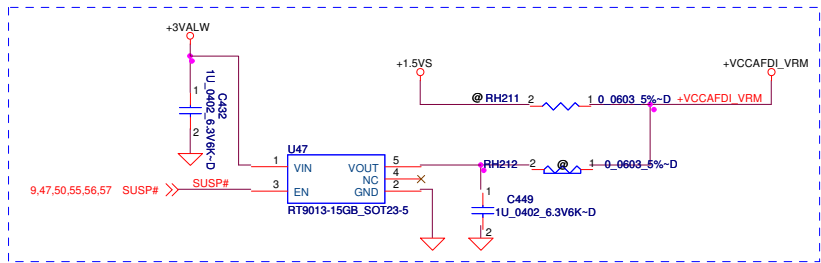 +3VALW
+1.5VS
+VCCAFDI_VRM
1
C432
1U_0402_6.3V6K~D
2
@ RH211 2 1 0_0603_5%~D +VCCAFDI_VRM
U47
1 VIN VOUT 5
NC 4
3 EN GND 2
RT9013-15GB_SOT23-5
9,47,50,55,56,57 SUSP# SUSP#
RH212 2 @ 1 0_0603_5%~D
1
C449
1U_0402_6.3V6K~D
2